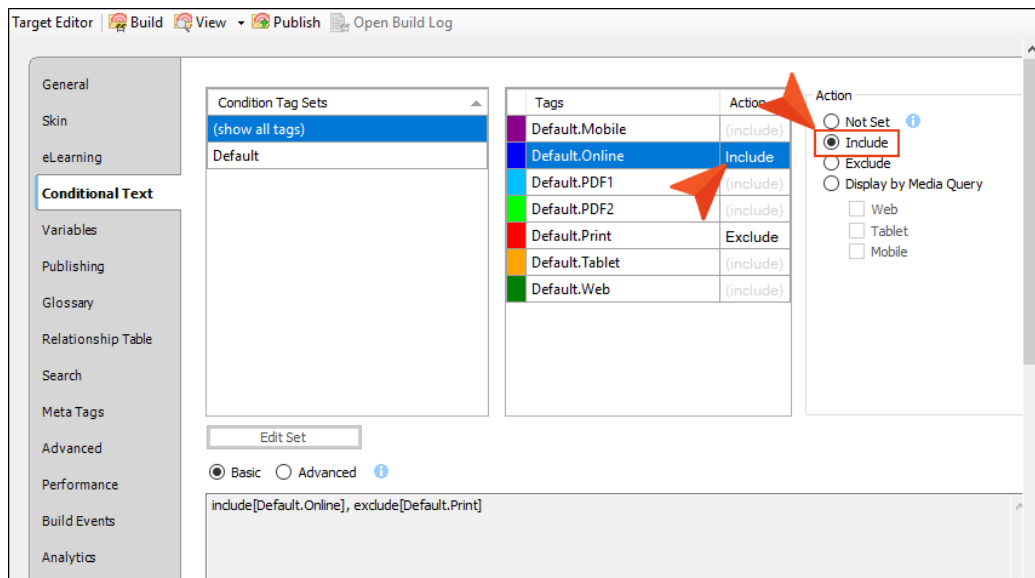 Target Editor Build View Publish Open Build Log
General
Skin
eLearning
Conditional Text
Variables
Publishing
Glossary
Relationship Table
Search
Meta Tags
Advanced
Performance
Build Events
Analytics
Condition Tag Sets
(show all tags)
Default
Edit Set
Tags Action
Default.Mobile (include)
Default.Online Include
Default.PDF1 (include)
Default.PDF2 (include)
Default.Print Exclude
Default.Tablet (include)
Default.Web (include)
Action
Not Set
Include
Exclude
Display by Media Query
Web
Tablet
Mobile
Basic Advanced
include[Default.Online], exclude[Default.Print]